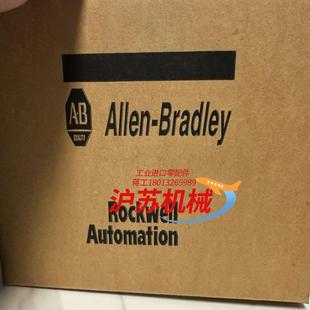 A-B
QUALITY
Allen-Bradley
工业进口零配件
蒋工18013265989
沪苏机械
Rockwell
Automation